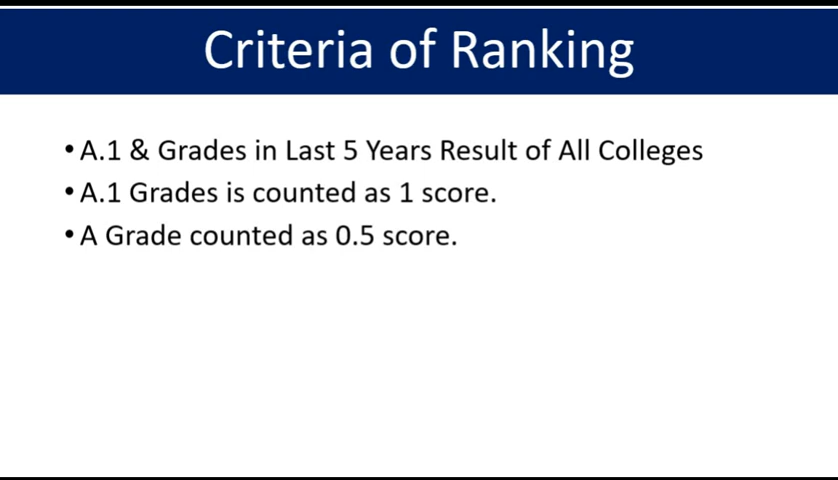 Criteria of Ranking
• A.1 & Grades in Last 5 Years Result of All Colleges
• A.1 Grades is counted as 1 score.
• A Grade counted as 0.5 score.